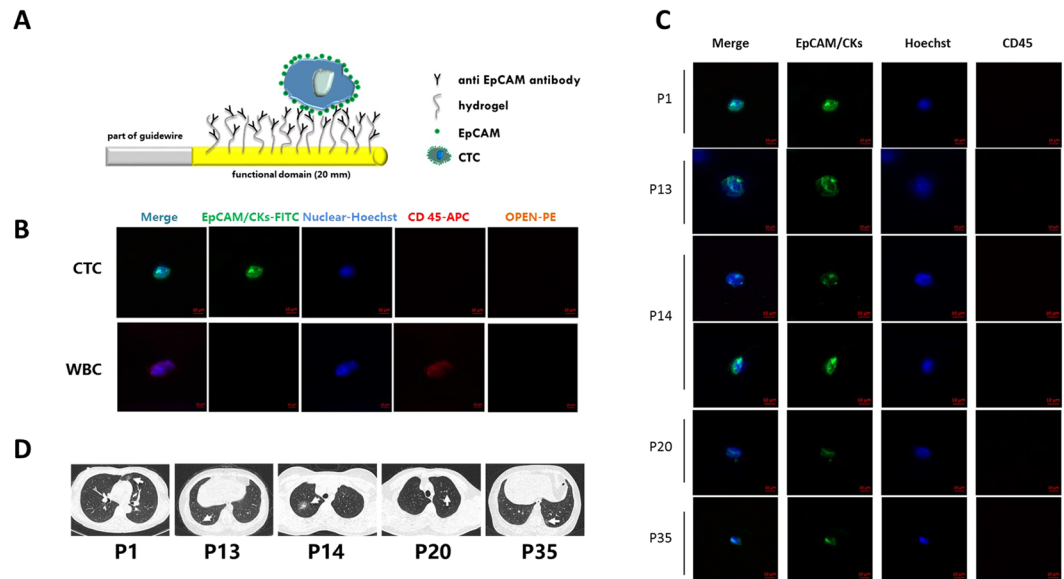 A
anti EpCAM antibody
hydrogel
EpCAM
CTC
part of guidewire
functional domain (20 mm)
B
Merge EpCAM/CKs-FITC Nuclear-Hoechst CD 45-APC OPEN-PE
CTC
WBC
D
P1 P13 P14 P20 P35
C
Merge EpCAM/CKs Hoechst CD45
P1
P13
P14
P20
P35